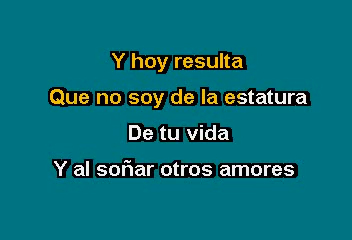 Y hoy resulta
Que no soy de la estatura
De tu vida
Y al soñar otros amores